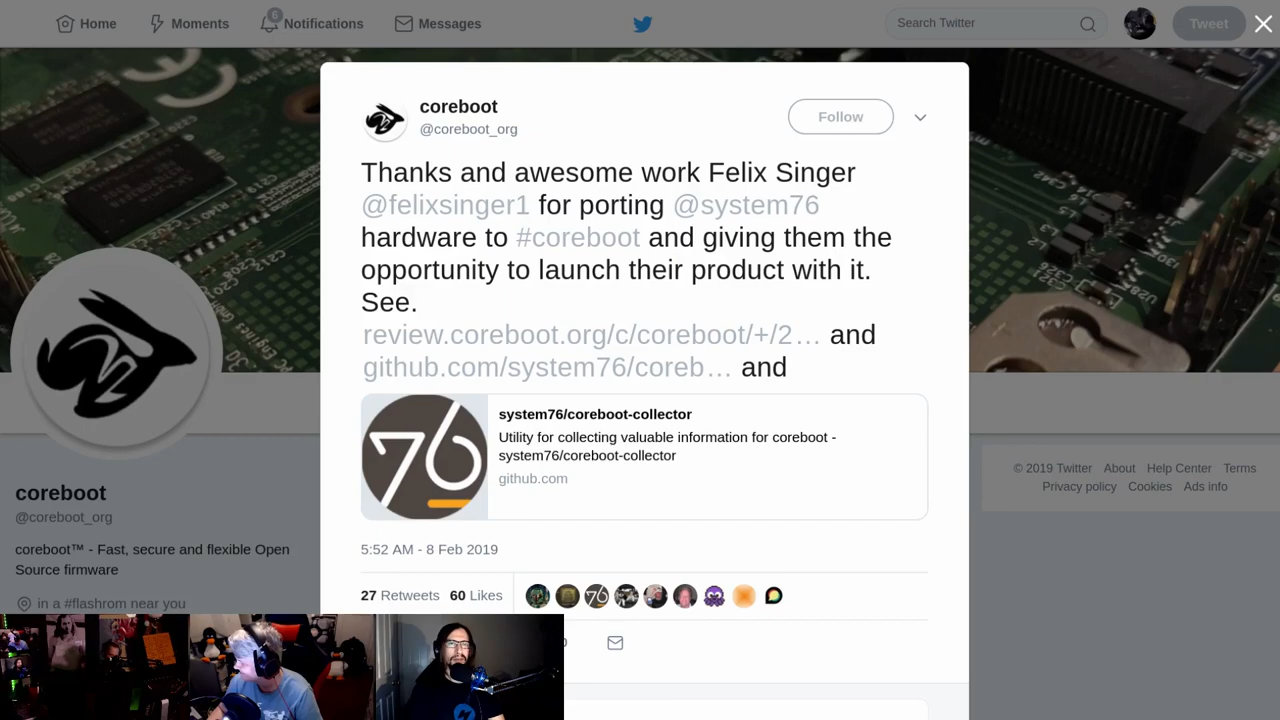 Home
Moments
6
Notifications
Messages
Search Twitter
Tweet
coreboot
@coreboot_org
Follow
Thanks and awesome work Felix Singer
@felixsinger1 for porting @system76
hardware to #coreboot and giving them the
opportunity to launch their product with it.
See.
review.coreboot.org/c/coreboot/+/2… and
github.com/system76/coreb… and
76
system76/coreboot-collector
Utility for collecting valuable information for coreboot -
system76/coreboot-collector
github.com
5:52 AM - 8 Feb 2019
27 Retweets 60 Likes
coreboot
@coreboot_org
coreboot™ - Fast, secure and flexible Open
Source firmware
in a #flashrom near you
© 2019 Twitter About Help Center Terms
Privacy policy Cookies Ads info